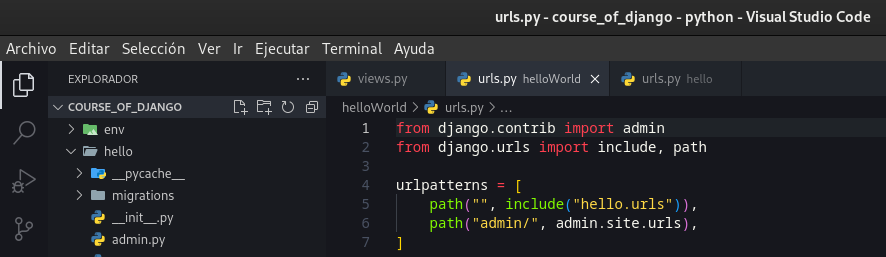 urls.py - course_of_django - python - Visual Studio Code
Archivo Editar Selección Ver Ir Ejecutar Terminal Ayuda
EXPLORADOR ...
COURSE_OF_DJANGO
env
hello
__pycache__
migrations
__init__.py
admin.py
views.py urls.py helloWorld urls.py hello
helloWorld > urls.py > ...
1 from django.contrib import admin
2 from django.urls import include, path
3
4 urlpatterns = [
5     path("", include("hello.urls")),
6     path("admin/", admin.site.urls),
7 ]